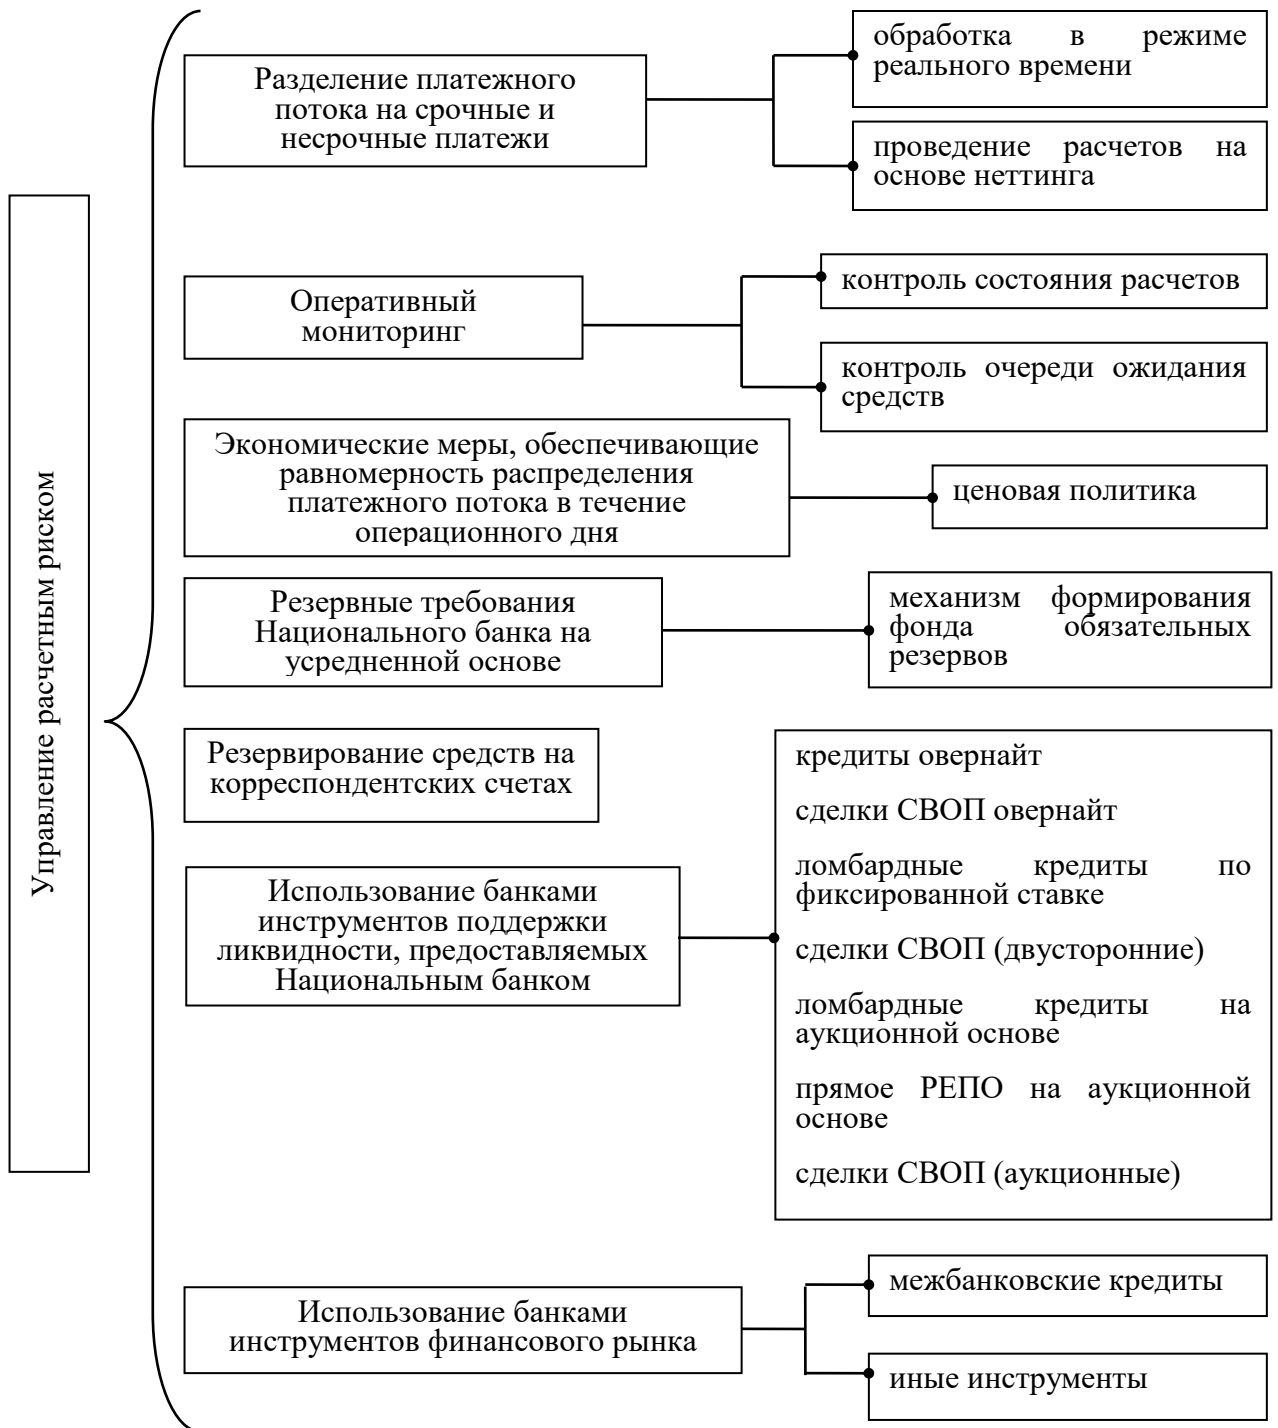 Управление расчетным риском
Разделение платежного
потока на срочные и
несрочные платежи
обработка в режиме
реального времени
проведение расчетов на
основе неттинга
Оперативный
мониторинг
контроль состояния расчетов
контроль очереди ожидания
средств
Экономические меры, обеспечивающие
равномерность распределения
платежного потока в течение
операционного дня
ценовая политика
Резервные требования
Национального банка на
усредненной основе
механизм формирования
фонда обязательных
резервов
Резервирование средств на
корреспондентских счетах
Использование банками
инструментов поддержки
ликвидности, предоставляемых
Национальным банком
кредиты овернайт
сделки СВОП овернайт
ломбардные кредиты по
фиксированной ставке
сделки СВОП (двусторонние)
ломбардные кредиты на
аукционной основе
прямое РЕПО на аукционной
основе
сделки СВОП (аукционные)
Использование банками
инструментов финансового рынка
межбанковские кредиты
иные инструменты